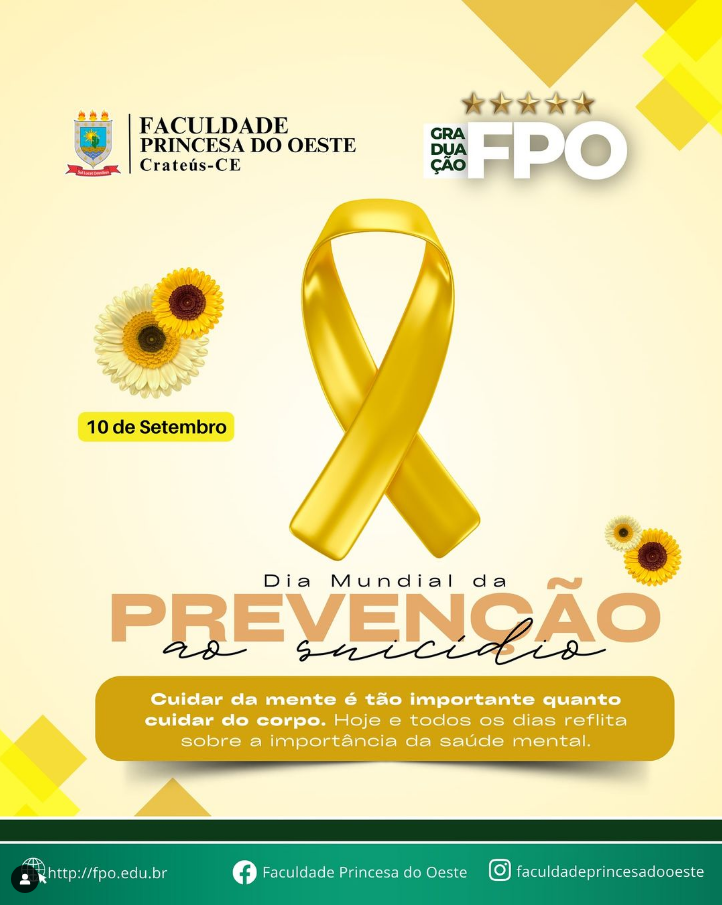 FACULDADE
PRINCESA DO OESTE
Crateús-CE
GRA
DUA
ÇÃO
FPO
10 de Setembro
Dia Mundial da
PREVENÇÃO
ao suicídio
Cuidar da mente é tão importante quanto
cuidar do corpo. Hoje e todos os dias reflita
sobre a importância da saúde mental.
http://fpo.edu.br
Faculdade Princesa do Oeste
faculdadeprincesadooeste